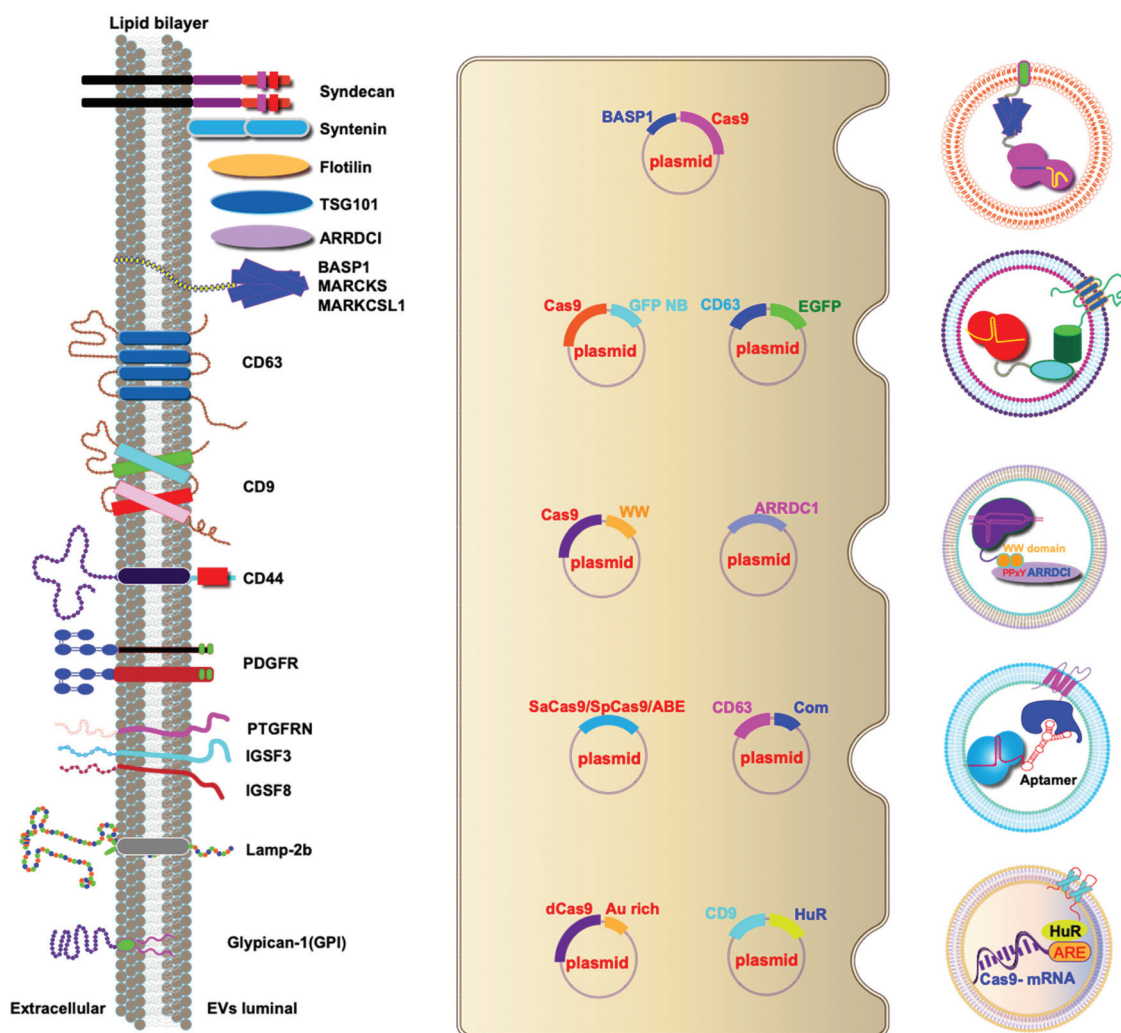 Lipid bilayer
Syndecan
Syntenin
Flotilin
TSG101
ARRDCI
BASP1
MARCKS
MARKCSL1
CD63
CD9
CD44
PDGFR
PTGFRN
IGSF3
IGSF8
Lamp-2b
Glypican-1(GPI)
Extracellular
EVs luminal
BASP1
Cas9
plasmid
Cas9
GFP NB
plasmid
CD63
EGFP
plasmid
Cas9
WW
plasmid
ARRDC1
plasmid
SaCas9/SpCas9/ABE
plasmid
CD63
Com
plasmid
dCas9
Au rich
plasmid
CD9
HuR
plasmid
WW domain
PPxY ARRDCI
Aptamer
HuR
ARE
Cas9- mRNA